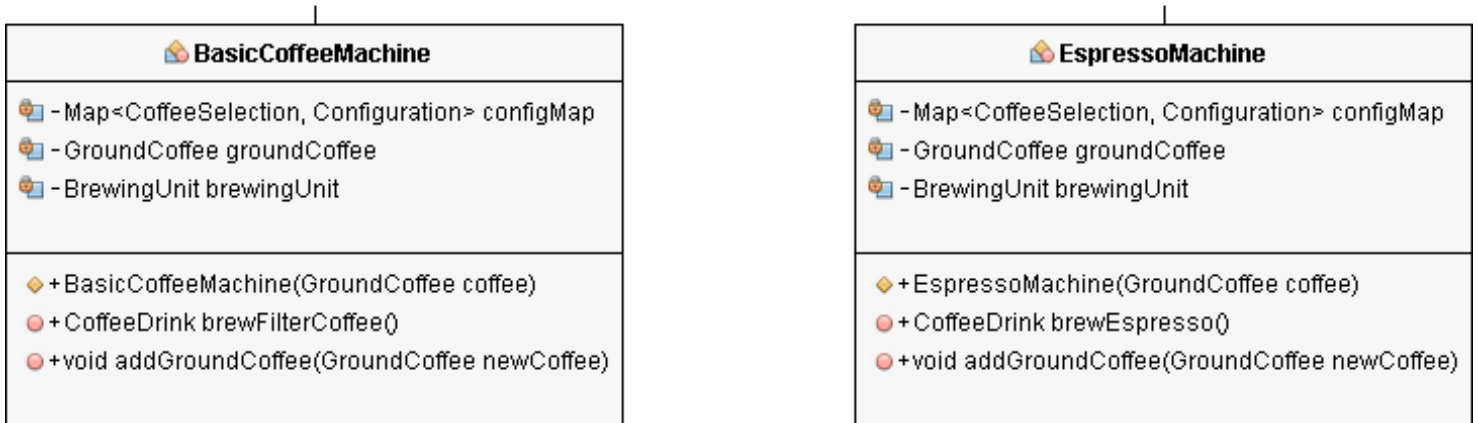 BasicCoffeeMachine
-Map<CoffeeSelection, Configuration> configMap
-GroundCoffee groundCoffee
-BrewingUnit brewingUnit
+BasicCoffeeMachine(GroundCoffee coffee)
+CoffeeDrink brewFilterCoffee()
+void addGroundCoffee(GroundCoffee newCoffee)
EspressoMachine
-Map<CoffeeSelection, Configuration> configMap
-GroundCoffee groundCoffee
-BrewingUnit brewingUnit
+EspressoMachine(GroundCoffee coffee)
+CoffeeDrink brewEspresso()
+void addGroundCoffee(GroundCoffee newCoffee)